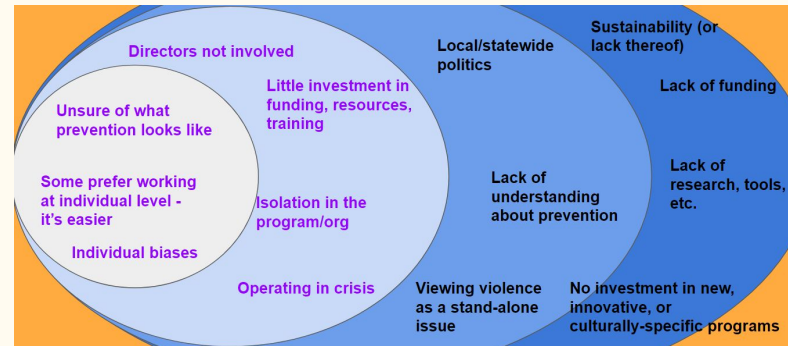 Directors not involved
Unsure of what
prevention looks like
Some prefer working
at individual level -
it's easier
Individual biases
Little investment in
funding, resources,
training
Isolation in the
program/org
Operating in crisis
Local/statewide
politics
Lack of
understanding
about prevention
Viewing violence
as a stand-alone
issue
Sustainability (or
lack thereof)
Lack of funding
Lack of
research, tools,
etc.
No investment in new,
innovative, or
culturally-specific programs